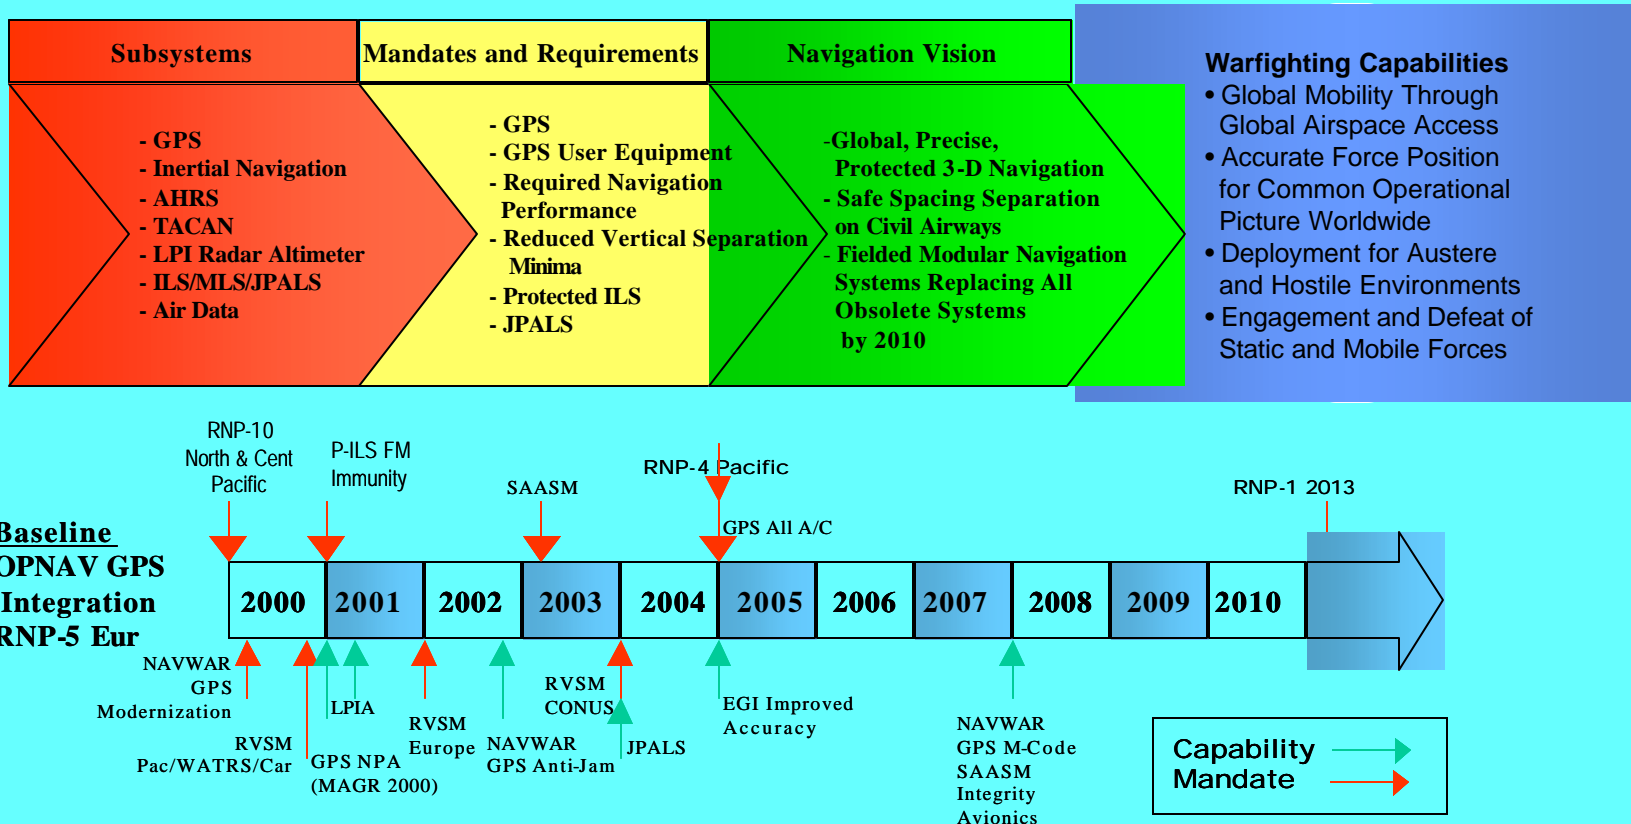 Subsystems
Mandates and Requirements
Navigation Vision
- GPS
- Inertial Navigation
- AHRS
- TACAN
- LPI Radar Altimeter
- ILS/MLS/JPALS
- Air Data
- GPS
- GPS User Equipment
- Required Navigation
Performance
- Reduced Vertical Separation
Minima
- Protected ILS
- JPALS
-Global, Precise,
Protected 3-D Navigation
- Safe Spacing Separation
on Civil Airways
- Fielded Modular Navigation
Systems Replacing All
Obsolete Systems
by 2010
Warfighting Capabilities
• Global Mobility Through
Global Airspace Access
• Accurate Force Position
for Common Operational
Picture Worldwide
• Deployment for Austere
and Hostile Environments
• Engagement and Defeat of
Static and Mobile Forces
RNP-10
North & Cent
Pacific
P-ILS FM
Immunity
SAASM
RNP-4 Pacific
GPS All A/C
RNP-1 2013
Baseline
OPNAV GPS
Integration
RNP-5 Eur
2000 2001 2002 2003 2004 2005 2006 2007 2008 2009 2010
NAVWAR
GPS
Modernization
RVSM
Pac/WATRS/Car
LPIA
GPS NPA
(MAGR 2000)
RVSM
Europe
NAVWAR
GPS Anti-Jam
RVSM
CONUS
JPALS
EGI Improved
Accuracy
NAVWAR
GPS M-Code
SAASM
Integrity
Avionics
Capability
Mandate